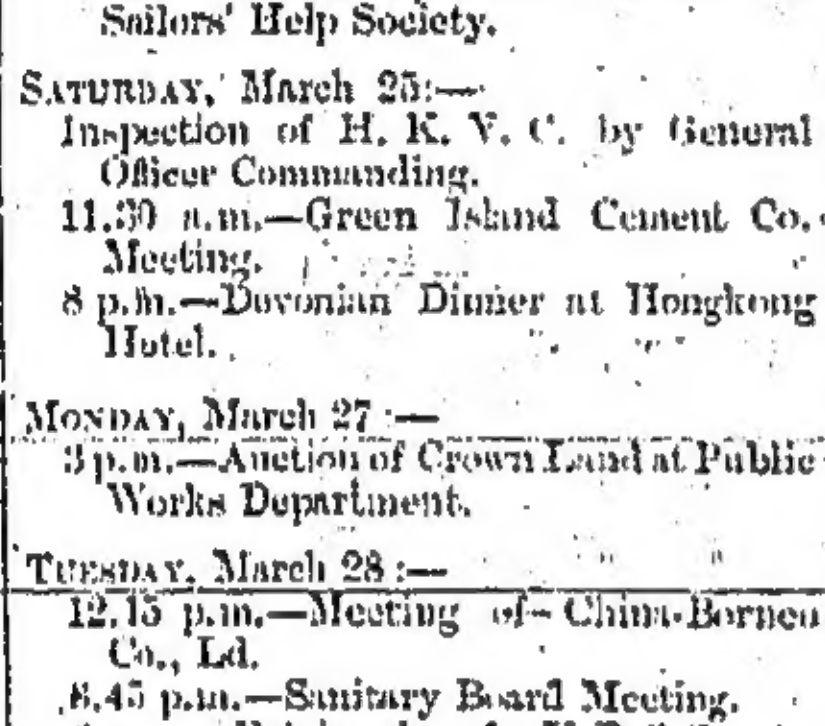 Sailors' Help Society.
SATURDAY, March 25:—
Inspection of H. K. V. C. by General
Officer Commanding.
11.30 a.m.—Green Island Cement Co.
Meeting.
8 p.m.—Devonian Dinner at Hongkong
Hotel.
MONDAY, March 27 :—
3 p.m.—Auction of Crown Land at Public
Works Department.
TUESDAY, March 28 :—
12.15 p.m.—Meeting of China-Borneo
Co., Ld.
.45 p.m.—Sanitary Board Meeting.